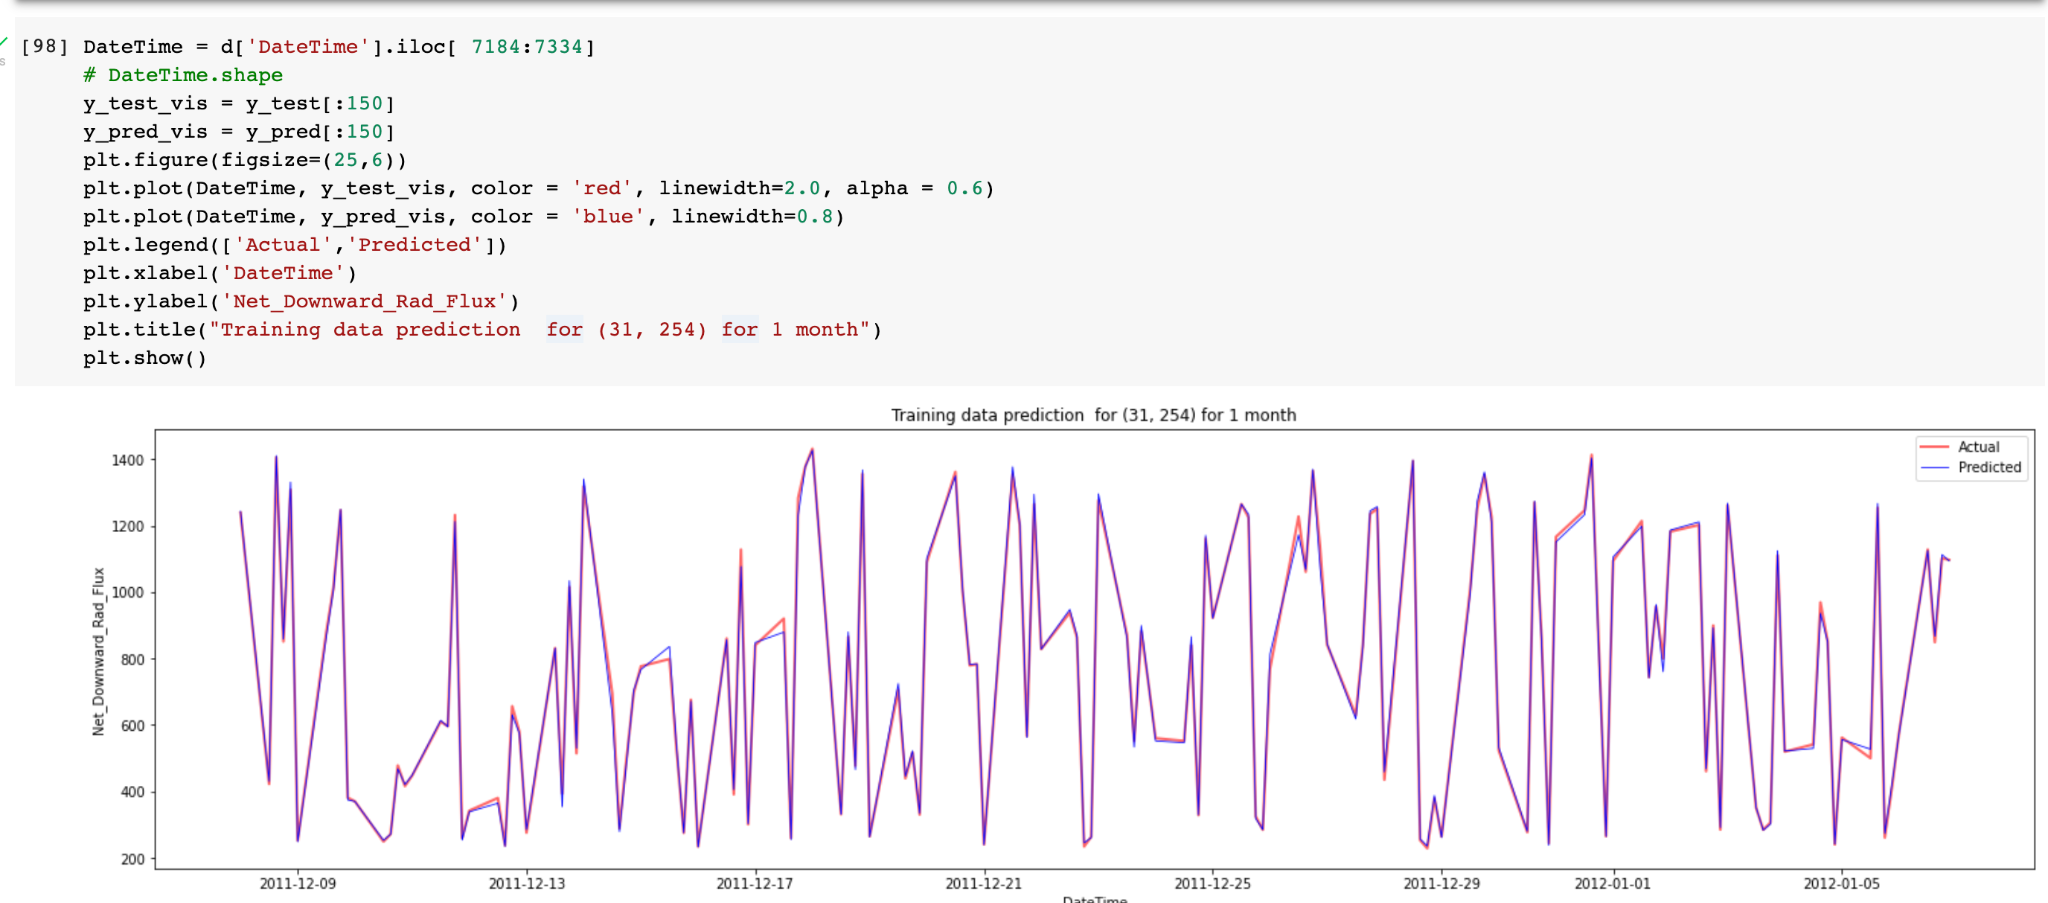 [98] DateTime = d['DateTime'].iloc[ 7184:7334]
# DateTime.shape
y_test_vis = y_test[:150]
y_pred_vis = y_pred[:150]
plt.figure(figsize=(25,6))
plt.plot(DateTime, y_test_vis, color = 'red', linewidth=2.0, alpha = 0.6)
plt.plot(DateTime, y_pred_vis, color = 'blue', linewidth=0.8)
plt.legend(['Actual','Predicted'])
plt.xlabel('DateTime')
plt.ylabel('Net_Downward_Rad_Flux')
plt.title("Training data prediction  for (31, 254) for 1 month")
plt.show()
s
Training data prediction  for (31, 254) for 1 month
Actual
Predicted
Net_Downward_Rad_Flux
1400
1200
1000
800
600
400
200
2011-12-09 2011-12-13 2011-12-17 2011-12-21 2011-12-25 2011-12-29 2012-01-01 2012-01-05
DateTime